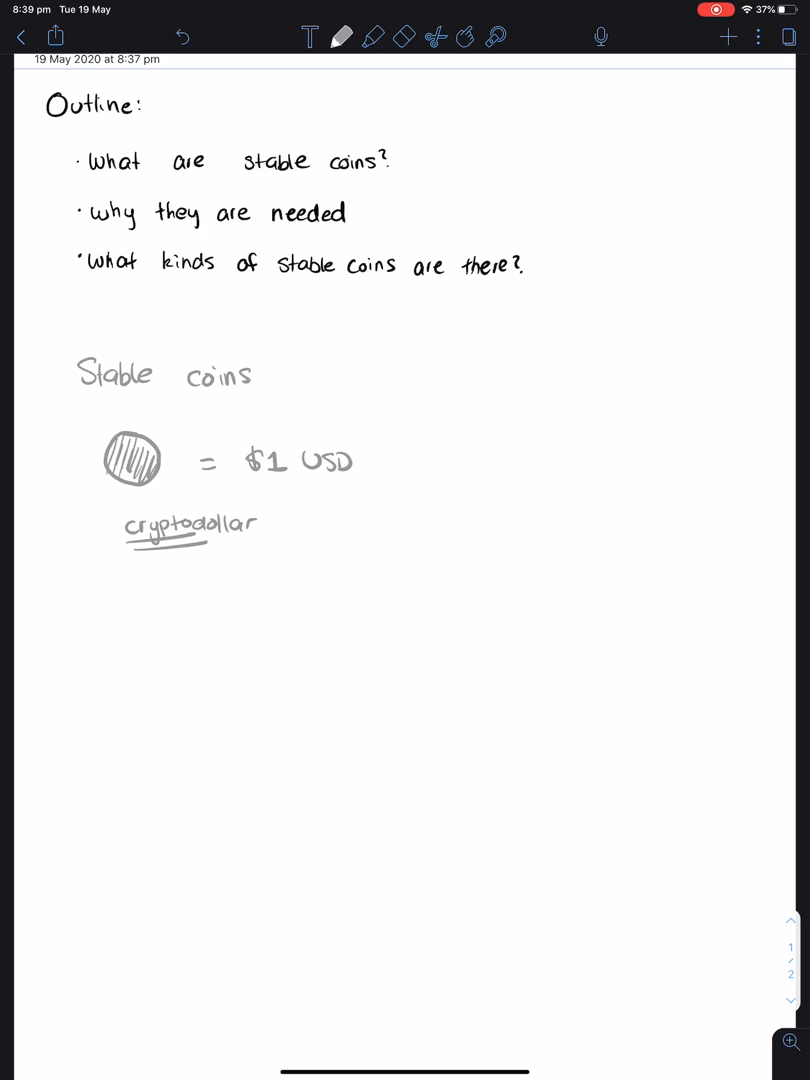 8:39 pm Tue 19 May 37%
T
19 May 2020 at 8:37 pm
Outline:
· What are stable coins?
· why they are needed
· What kinds of stable coins are there?
Stable coins
= $1 USD
cryptodollar
1
/
2